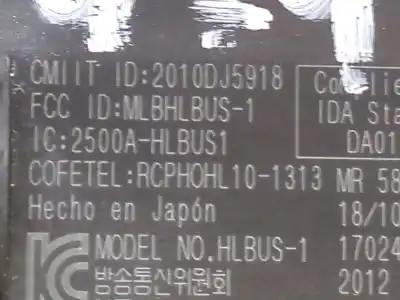 CMIIT ID:2010DJ5918
FCC ID:MLBHLBUS-1
IC:2500A-HLBUS1
COFETEL:RCPHOHL10-1313
Hecho en Japón
MODEL NO.HLBUS-1
방송통신위원회
Complie
IDA Sta
DA01
MR 58
18/10
17024
2012